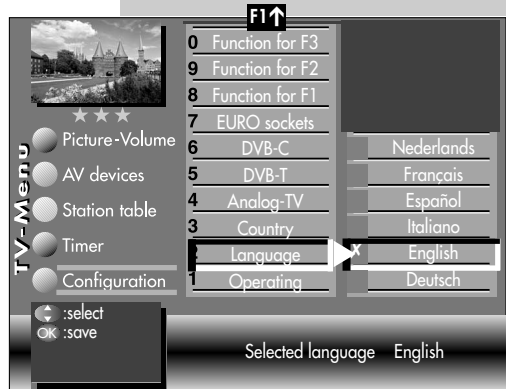 F1↑
0 Function for F3
9 Function for F2
8 Function for F1
7 EURO sockets
6 DVB-C
5 DVB-T
4 Analog-TV
3 Country
2 Language
1 Operating
TV-Menu
Picture-Volume
AV devices
Station table
Timer
Configuration
Nederlands
Français
Español
Italiano
X English
Deutsch
:select
OK :save
Selected language English